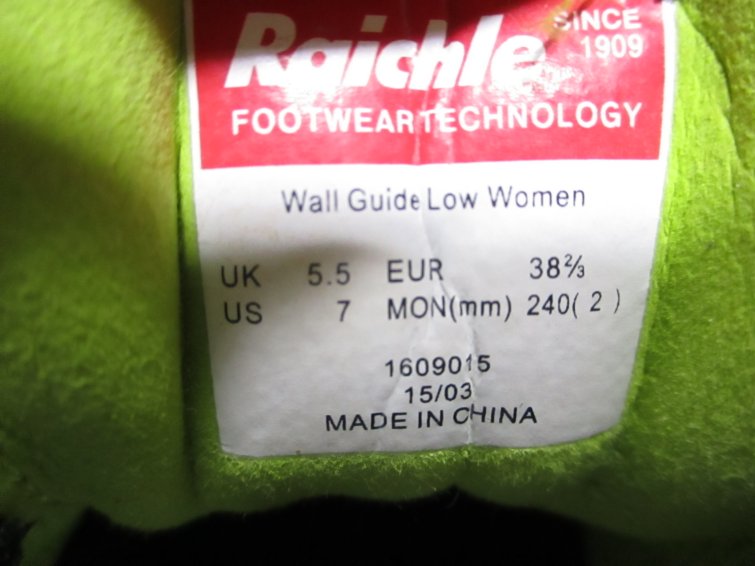 Raichle SINCE 1909
FOOTWEAR TECHNOLOGY
Wall Guide Low Women
UK 5.5 EUR 38⅔
US 7 MON(mm) 240( 2 )
1609015
15/03
MADE IN CHINA